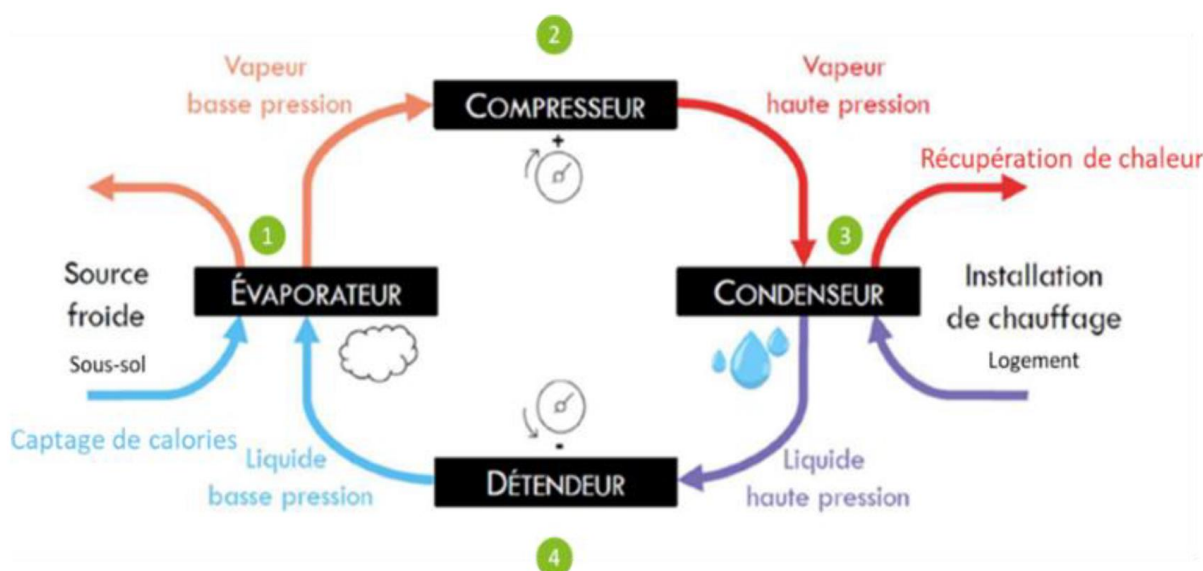 2
Vapeur
basse pression
COMPRESSEUR
+
Vapeur
haute pression
Récupération de chaleur
1
3
Source
froide
Sous-sol
ÉVAPORATEUR
CONDENSEUR
Installation
de chauffage
Logement
Captage de calories
Liquide
basse pression
-
DÉTENDEUR
Liquide
haute pression
4